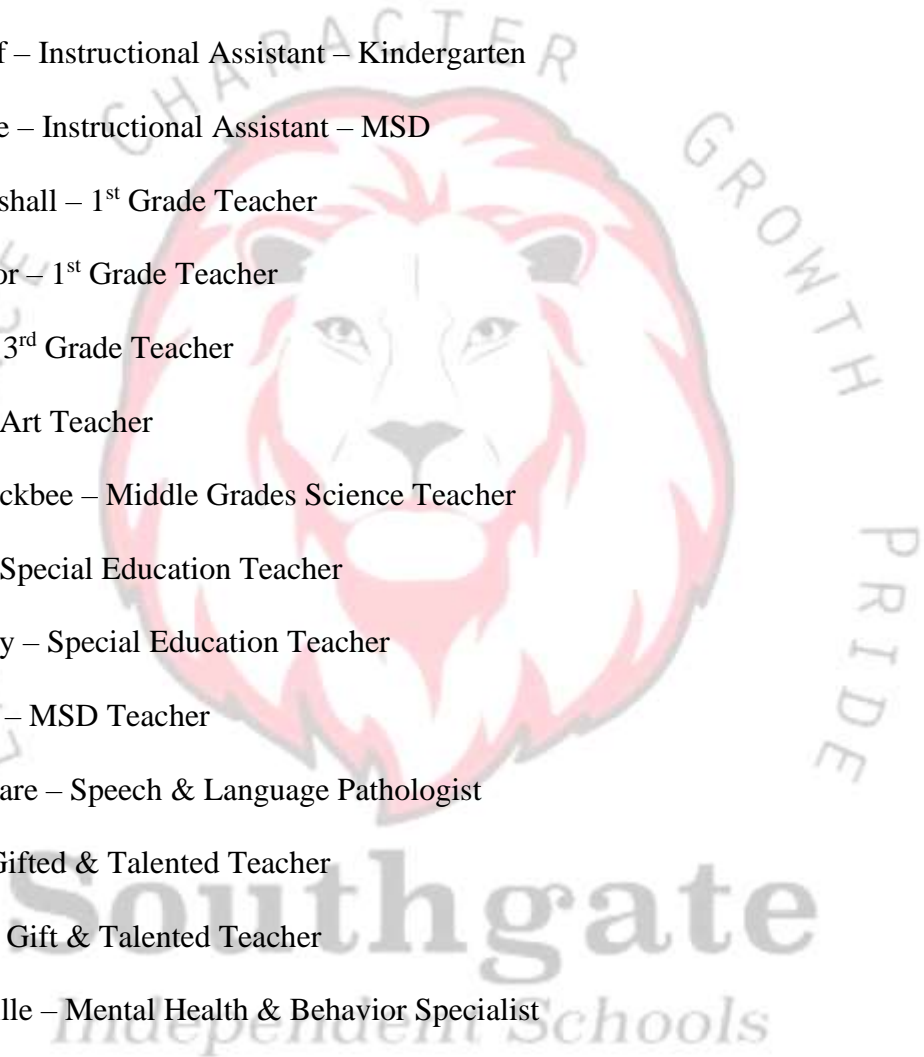 f – Instructional Assistant – Kindergarten
e – Instructional Assistant – MSD
shall – 1st Grade Teacher
or – 1st Grade Teacher
3rd Grade Teacher
Art Teacher
ckbee – Middle Grades Science Teacher
Special Education Teacher
y – Special Education Teacher
– MSD Teacher
are – Speech & Language Pathologist
Gifted & Talented Teacher
Gift & Talented Teacher
lle – Mental Health & Behavior Specialist
CHARACTER GROWTH PRIDE
Southgate
Independent Schools